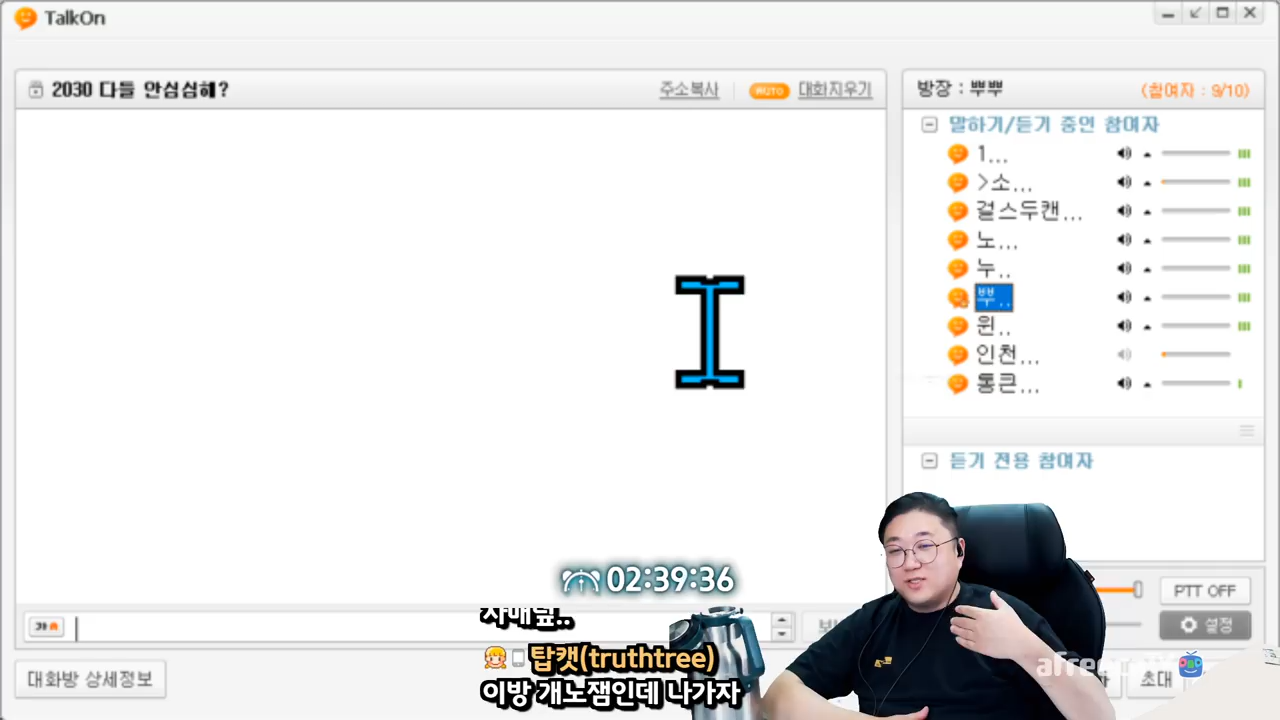 TalkOn
2030 다들 안심심해?
주소복사
AUTO
대화지우기
방장 : 뿌뿌
(참여자 : 9/10)
말하기/듣기 중인 참여자
1...
>소...
걸스두캔...
노...
누..
뿌..
윈..
인천...
통큰...
듣기 전용 참여자
02:39:36
PTT OFF
가
설정
탑캣(truthtree)
이방 개노잼인데 나가자
대화방 상세정보
초대